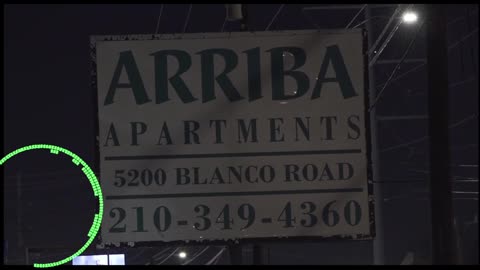 ARRIBA
APARTMENTS
5200 BLANCO ROAD
210-349-4360